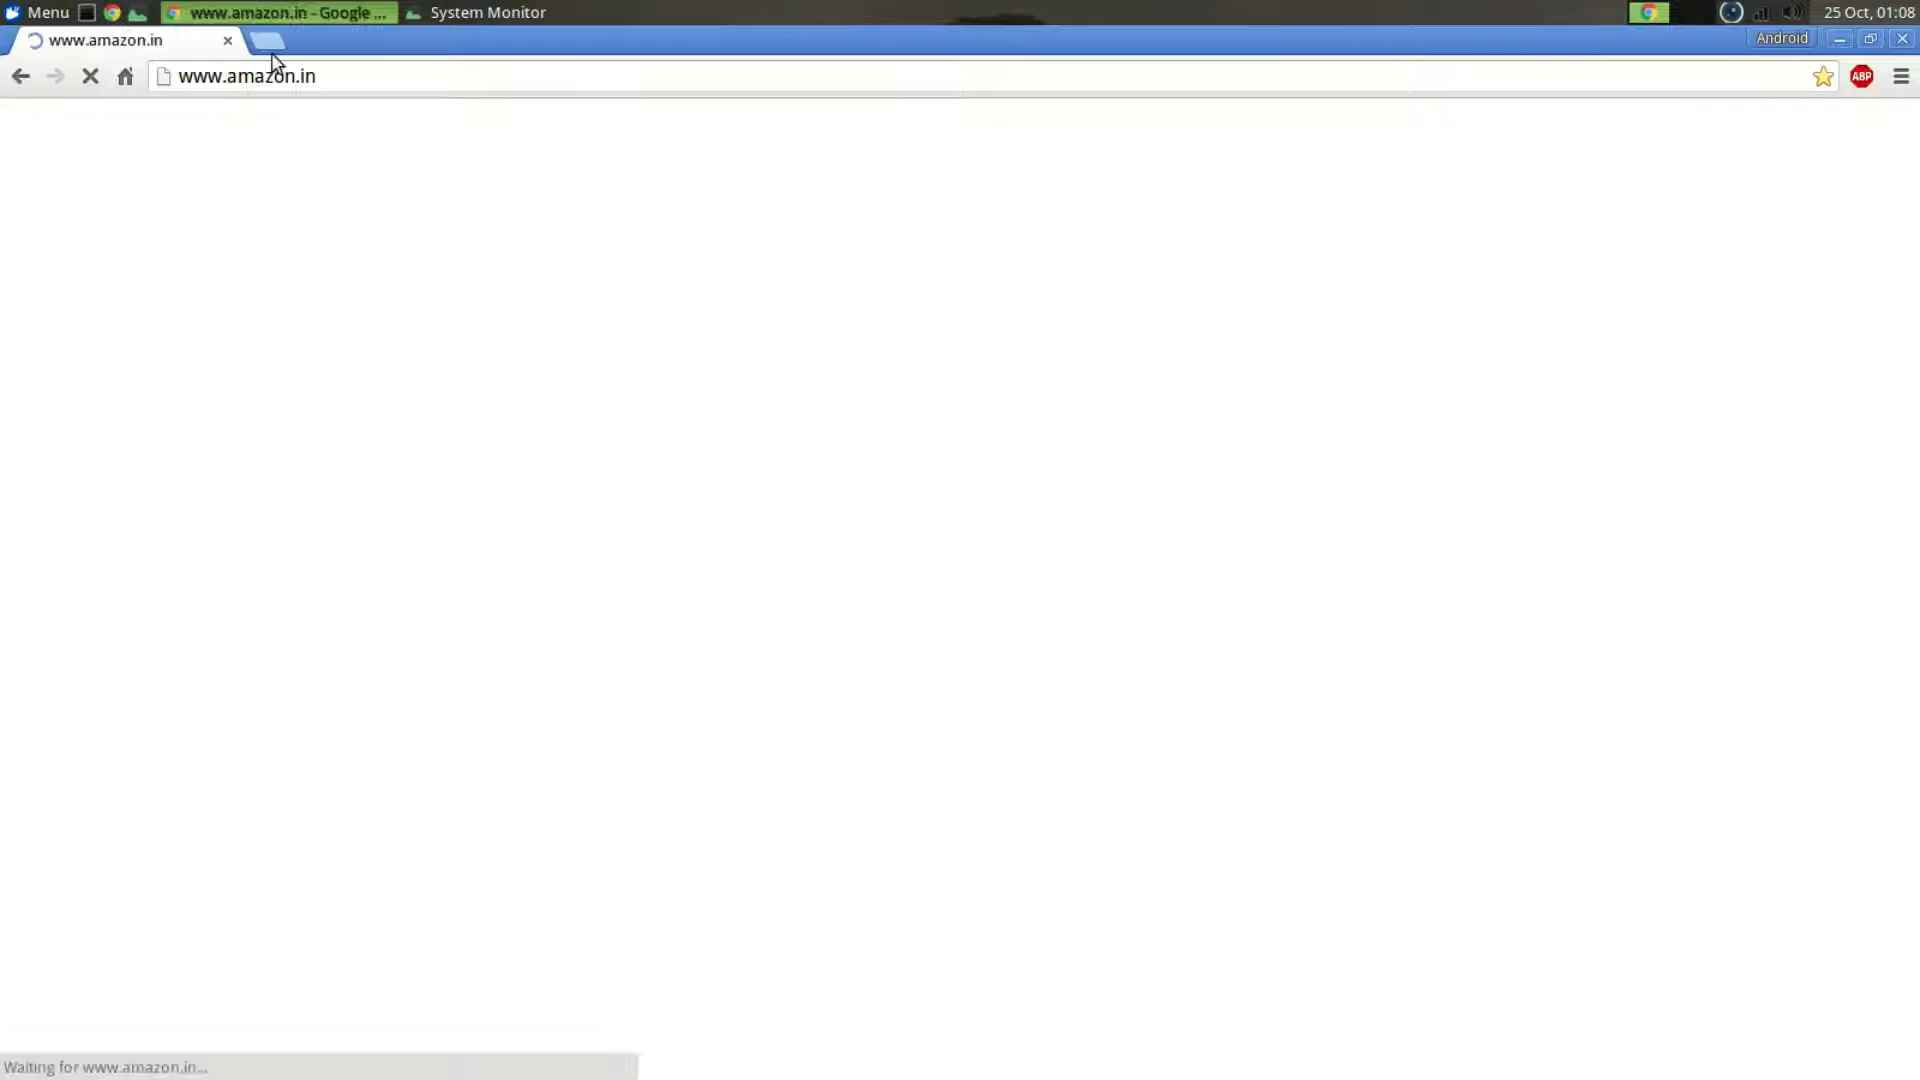 Menu www.amazon.in - Google ... System Monitor 25 Oct, 01:08
www.amazon.in Android
www.amazon.in ABP
Waiting for www.amazon.in...